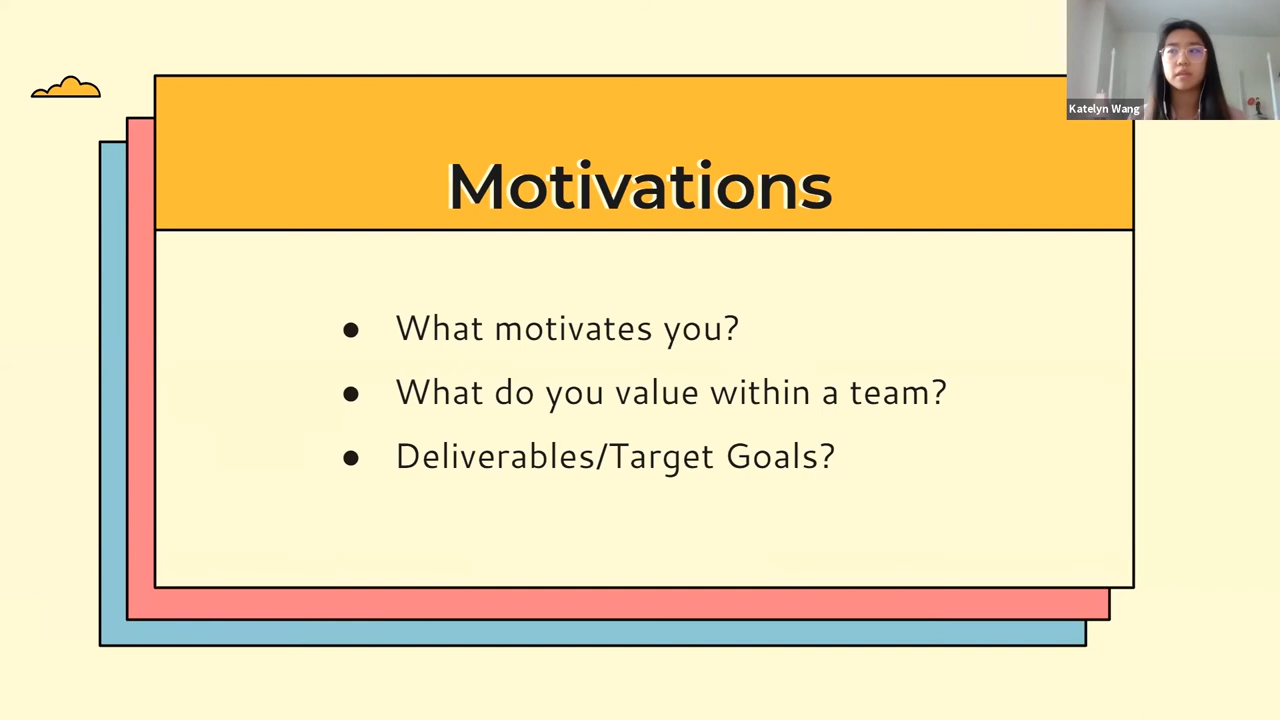 Katelyn Wang
Motivations
● What motivates you?
● What do you value within a team?
● Deliverables/Target Goals?